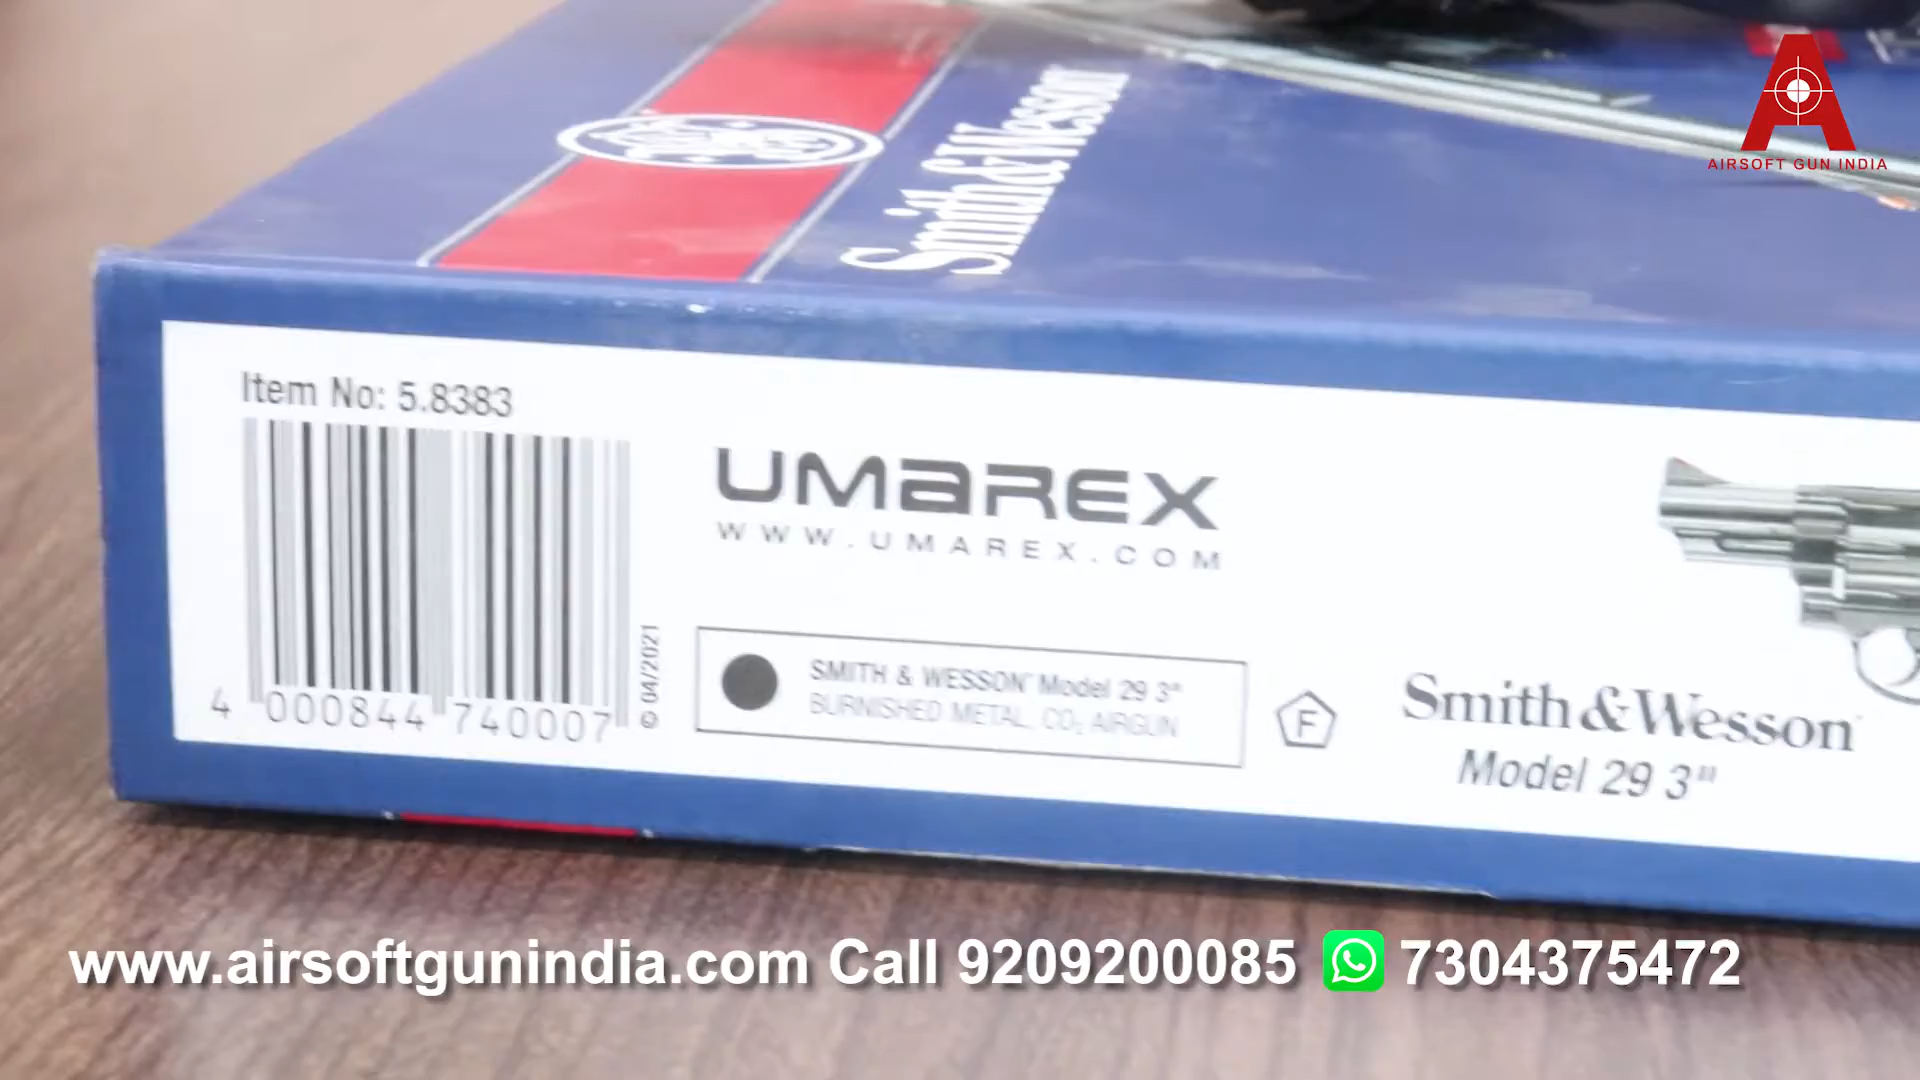 A
AIRSOFT GUN INDIA
Smith & Wesson
Item No: 5.8383
4 000844 740007
© 04/2021
UMAREX
WWW.UMAREX.COM
SMITH & WESSON Model 29 3"
BURNISHED METAL, CO₂ AIRGUN
F
Smith & Wesson
Model 29 3"
www.airsoftgunindia.com Call 9209200085 7304375472